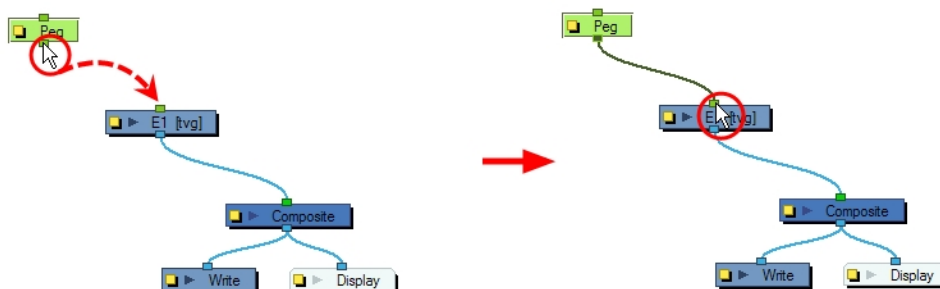 Peg
E1 [tvg]
Composite
Write
Display
Peg
[tvg]
Composite
Write
Display